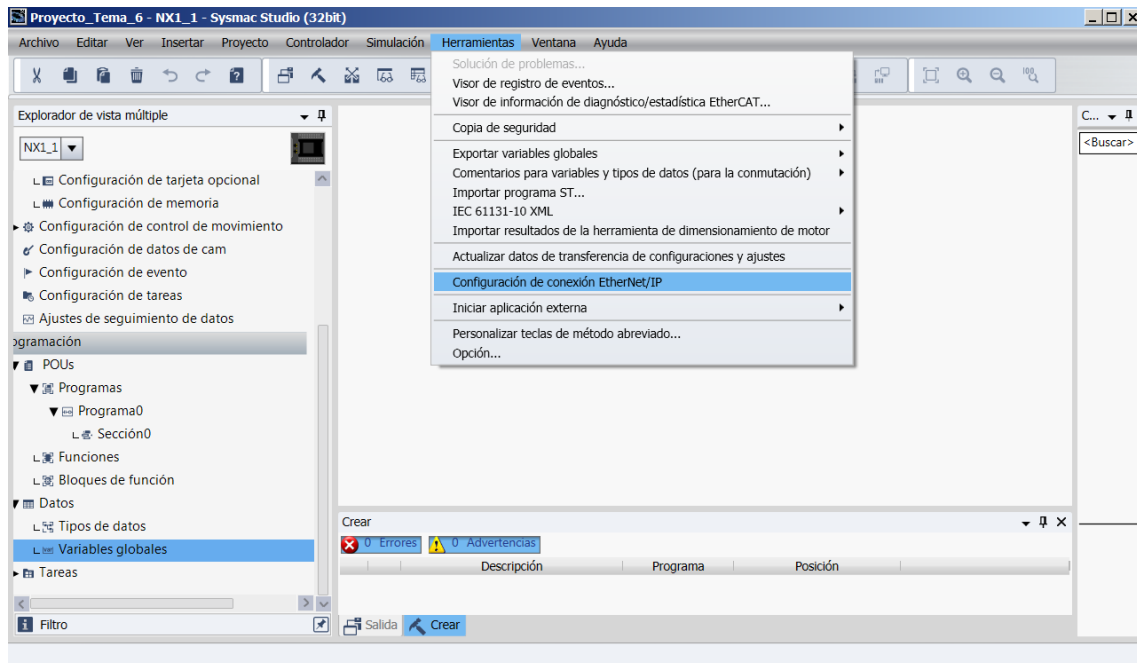 Proyecto_Tema_6 - NX1_1 - Sysmac Studio (32bit)
Archivo Editar Ver Insertar Proyecto Controlador Simulación Herramientas Ventana Ayuda
Solución de problemas...
Visor de registro de eventos...
Visor de información de diagnóstico/estadística EtherCAT...
Copia de seguridad
Exportar variables globales
Comentarios para variables y tipos de datos (para la conmutación)
Importar programa ST...
IEC 61131-10 XML
Importar resultados de la herramienta de dimensionamiento de motor
Actualizar datos de transferencia de configuraciones y ajustes
Configuración de conexión EtherNet/IP
Iniciar aplicación externa
Personalizar teclas de método abreviado...
Opción...
Explorador de vista múltiple
NX1_1
Configuración de tarjeta opcional
Configuración de memoria
Configuración de control de movimiento
Configuración de datos de cam
Configuración de evento
Configuración de tareas
Ajustes de seguimiento de datos
ogramación
POUs
Programas
Programa0
Sección0
Funciones
Bloques de función
Datos
Tipos de datos
Variables globales
Tareas
Filtro
C...
<Buscar>
Crear
0 Errores 0 Advertencias
Descripción Programa Posición
Salida Crear